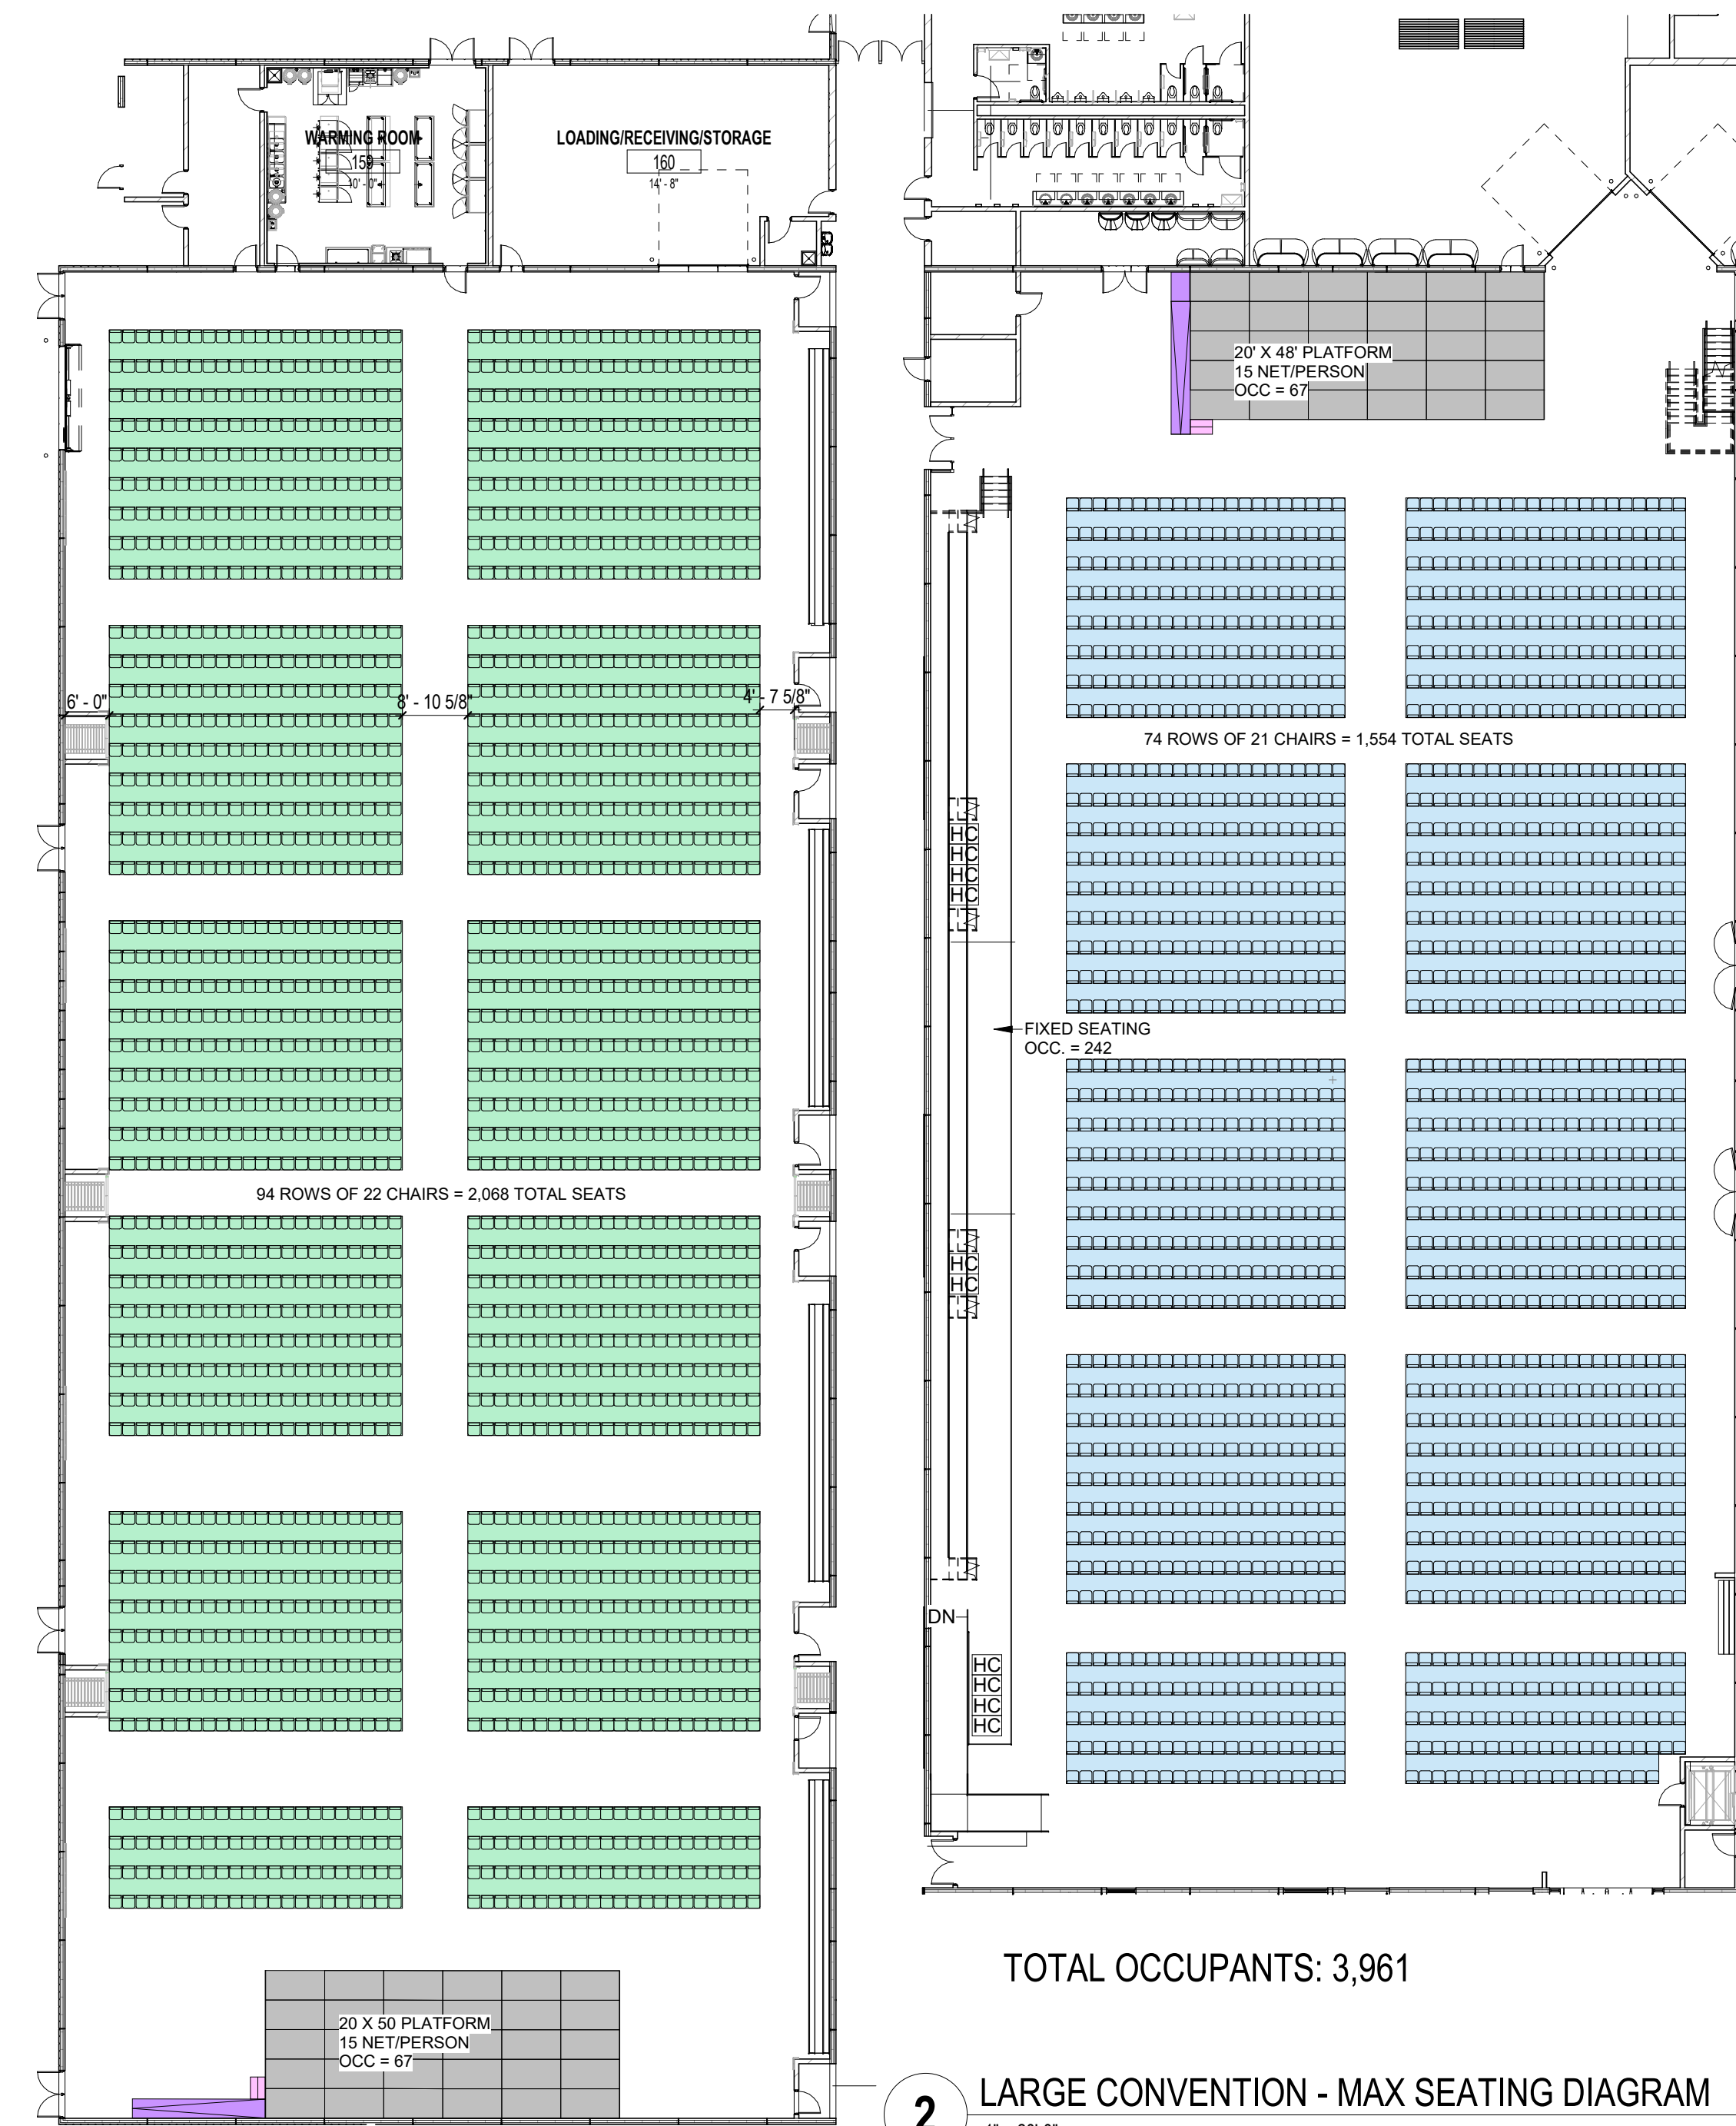 WARMING ROOM
159
10' - 0"
LOADING/RECEIVING/STORAGE
160
14' - 8"
20' X 48' PLATFORM
15 NET/PERSON
OCC = 67
6' - 0"
8' - 10 5/8"
4' - 7 5/8"
74 ROWS OF 21 CHAIRS = 1,554 TOTAL SEATS
HC
HC
HC
HC
FIXED SEATING
OCC. = 242
94 ROWS OF 22 CHAIRS = 2,068 TOTAL SEATS
HC
HC
DN
HC
HC
HC
HC
TOTAL OCCUPANTS: 3,961
20 X 50 PLATFORM
15 NET/PERSON
OCC = 67
2
LARGE CONVENTION - MAX SEATING DIAGRAM